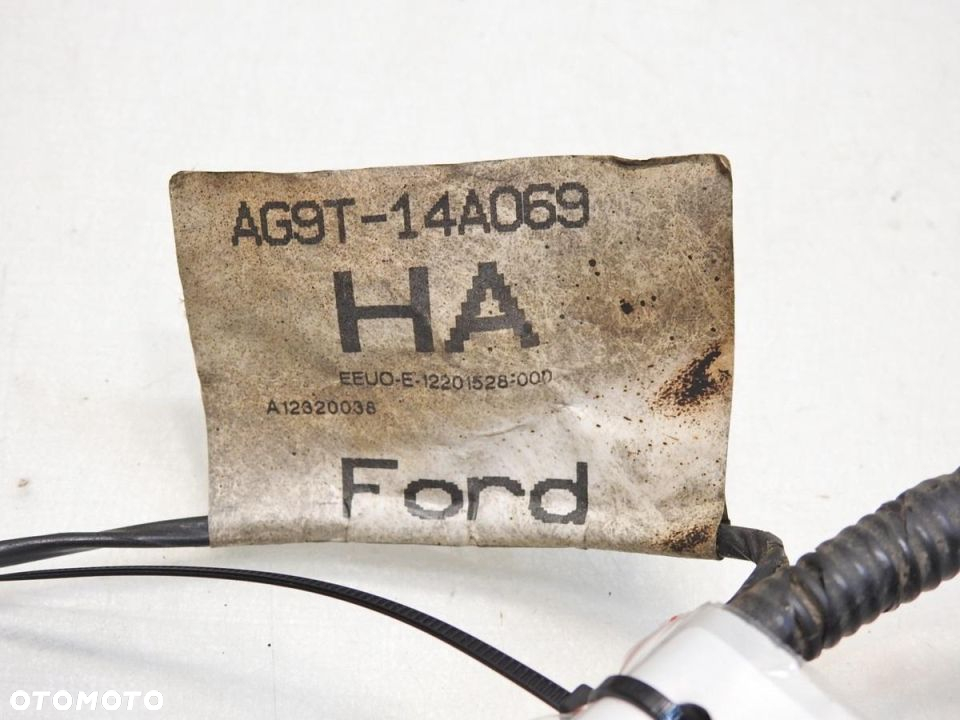 AG9T-14A069
HA
EEUO-E-12201528-000
A12320038
Ford
OTOMOTO